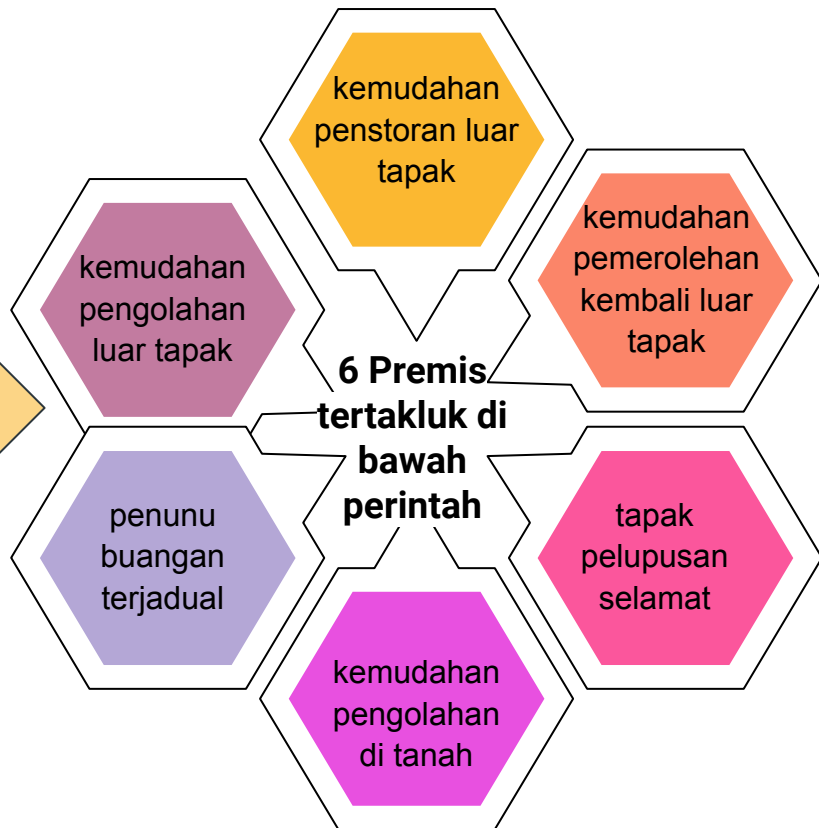 kemudahan
penstoran luar
tapak
kemudahan
pemerolehan
kembali luar
tapak
kemudahan
pengolahan
luar tapak
6 Premis
tertakluk di
bawah
perintah
penunu
buangan
terjadual
tapak
pelupusan
selamat
kemudahan
pengolahan
di tanah